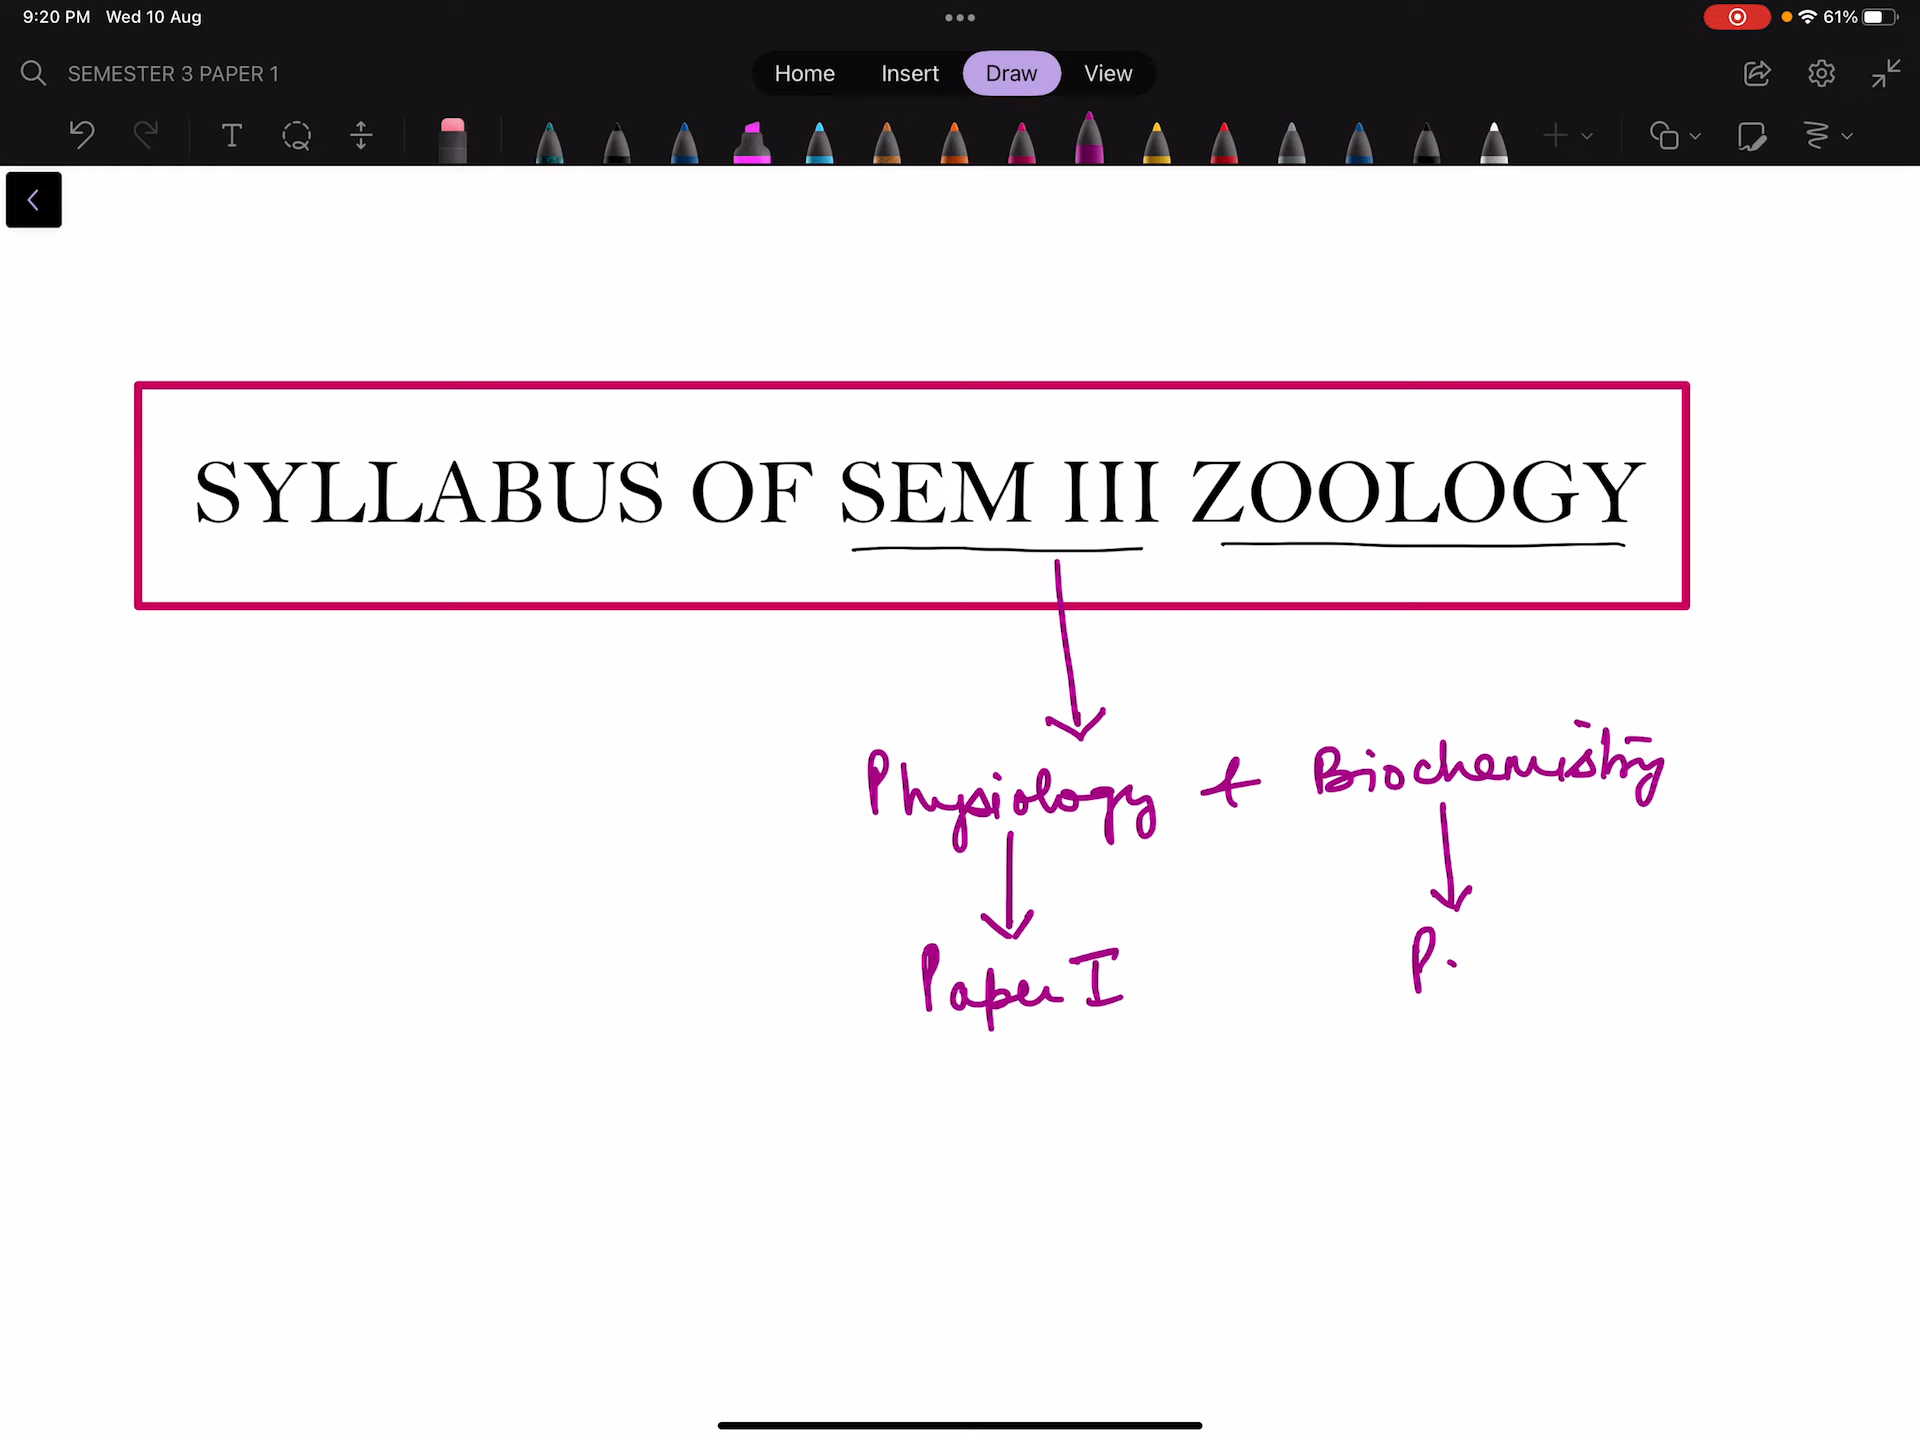 9:20 PM Wed 10 Aug
61%
SEMESTER 3 PAPER 1
Home Insert Draw View
T
SYLLABUS OF SEM III ZOOLOGY
Physiology + Biochemistry
Paper I
P.